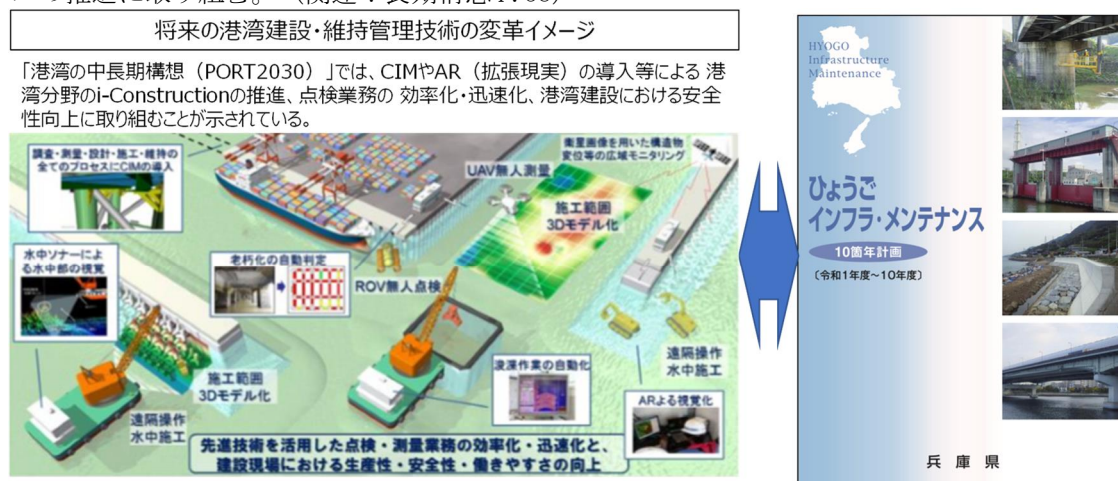 将来の港湾建設・維持管理技術の変革イメージ
「港湾の中長期構想（PORT2030）」では、CIMやAR（拡張現実）の導入等による 港
湾分野のi-Constructionの推進、点検業務の 効率化・迅速化、港湾建設における安全
性向上に取り組むことが示されている。
調査・測量・設計・施工・維持の
全てのプロセスにCIMの導入
UAV無人測量
衛星画像を用いた構造物
変位等の広域モニタリング
施工範囲
3Dモデル化
水中ソナーによ
る水中部の視覚
老朽化の自動判定
ROV無人点検
遠隔操作
水中施工
施工範囲
3Dモデル化
浚渫作業の自動化
ARよる視覚化
遠隔操作
水中施工
先進技術を活用した点検・測量業務の効率化・迅速化と、
建設現場における生産性・安全性・働きやすさの向上
HYOGO
Infrastructure
Maintenance
ひょうご
インフラ・メンテナンス
10箇年計画
〔令和1年度～10年度〕
兵 庫 県